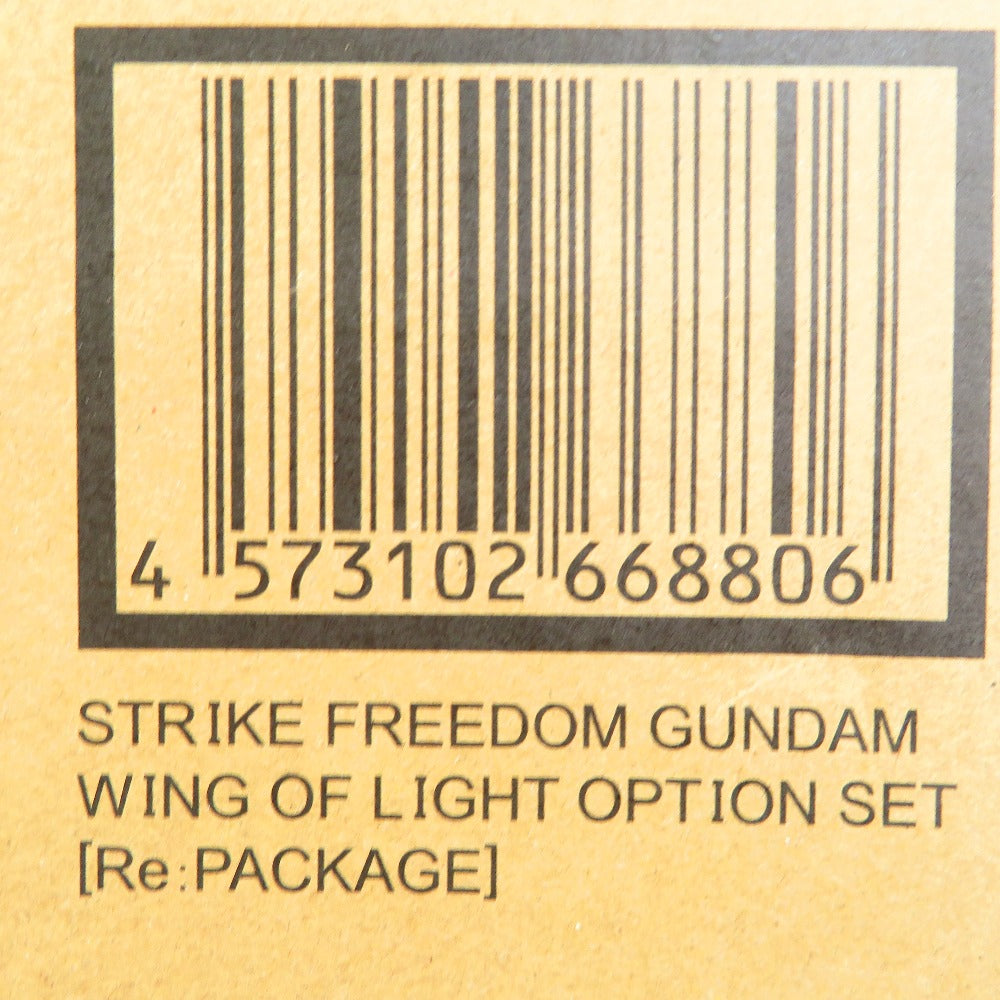 4 573102 668806
STRIKE FREEDOM GUNDAM
WING OF LIGHT OPTION SET
[Re:PACKAGE]